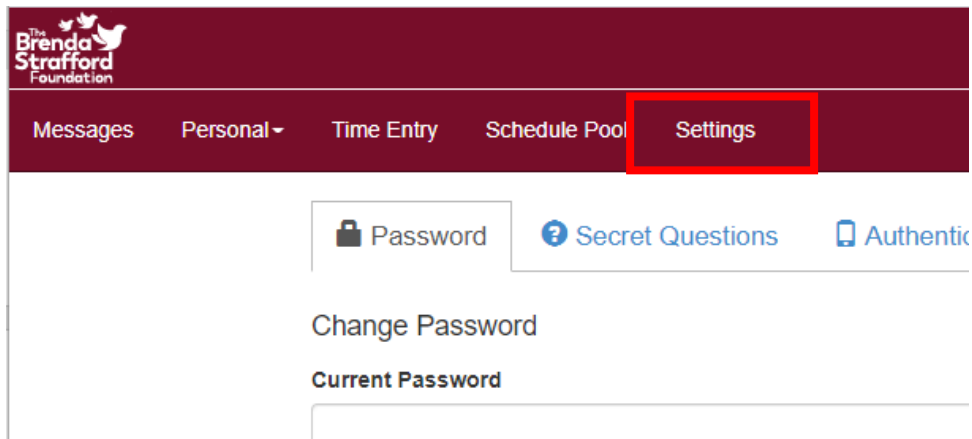 The
Brenda
Strafford
Foundation
Messages Personal Time Entry Schedule Pool Settings
Password Secret Questions Authentic
Change Password
Current Password